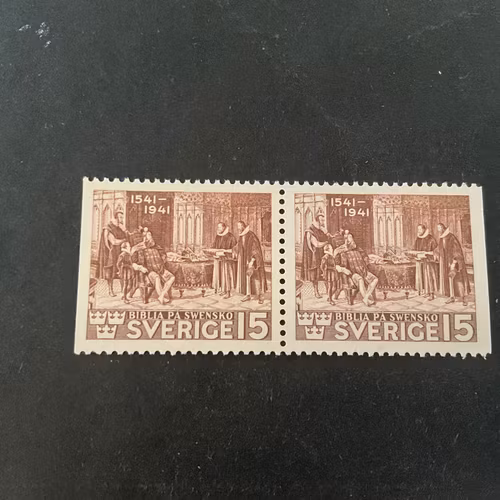 1541-
1941
BIBLIA PÅ SWENSKO
SVERIGE 15
1541-
1941
BIBLIA PÅ SWENSKO
SVERIGE 15